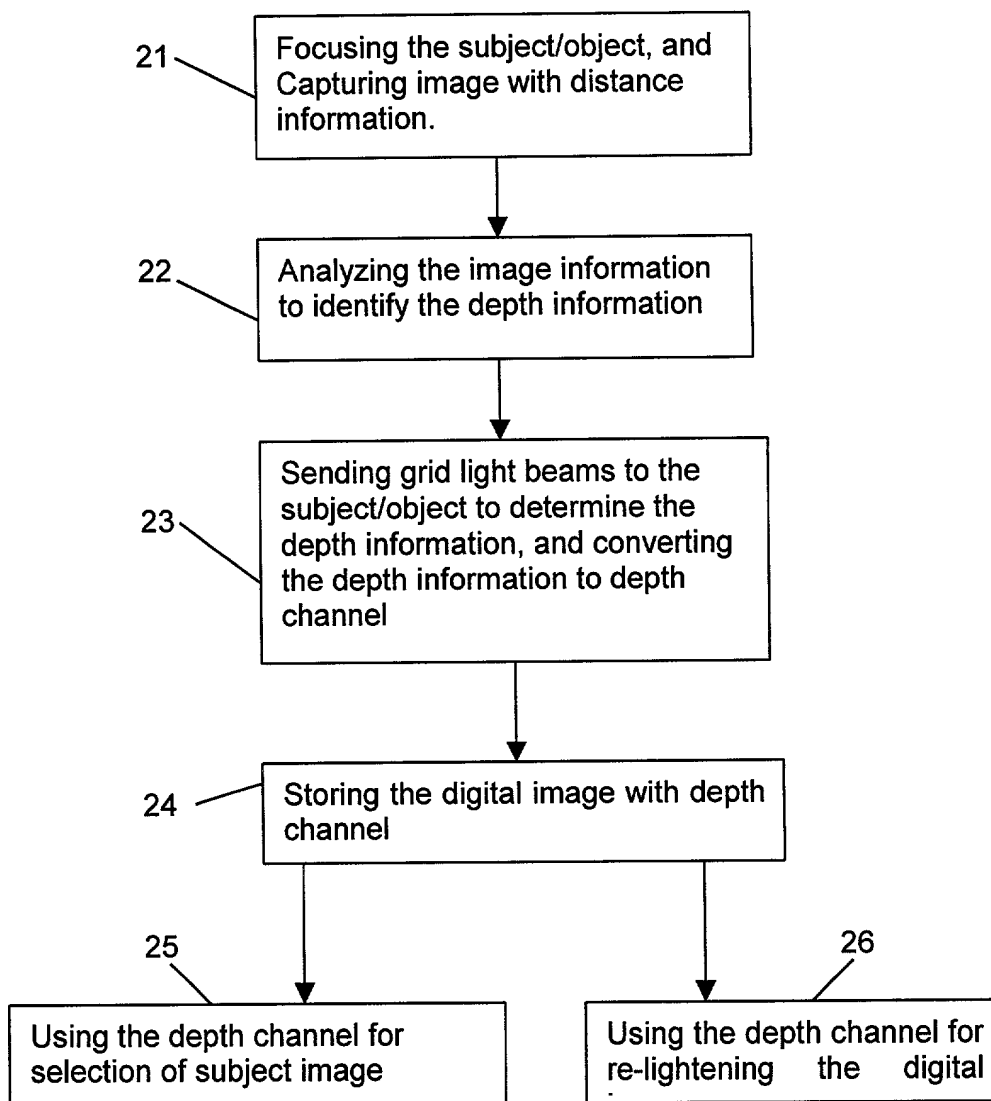 21
Focusing the subject/object, and
Capturing image with distance
information.
22
Analyzing the image information
to identify the depth information
23
Sending grid light beams to the
subject/object to determine the
depth information, and converting
the depth information to depth
channel
24
Storing the digital image with depth
channel
25
Using the depth channel for
selection of subject image
26
Using the depth channel for
re-lightening the digital